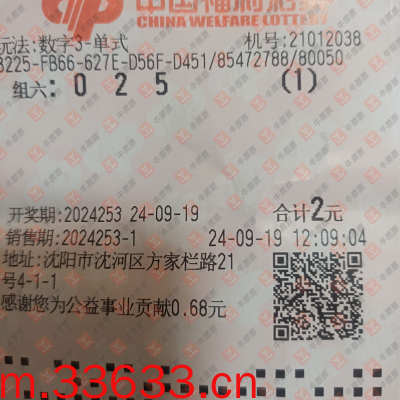 中国福利彩票
CHINA WELFARE LOTTERY
玩法:数字3-单式 机号:21012038
3225-FB66-627E-D56F-D451/85472788/80050
组六: 0 2 5 (1)
开奖期:2024253 24-09-19 合计2元
销售期:2024253-1 24-09-19 12:09:04
地址:沈阳市沈河区方家栏路21
号4-1-1
感谢您为公益事业贡献0.68元
m.33633.cn